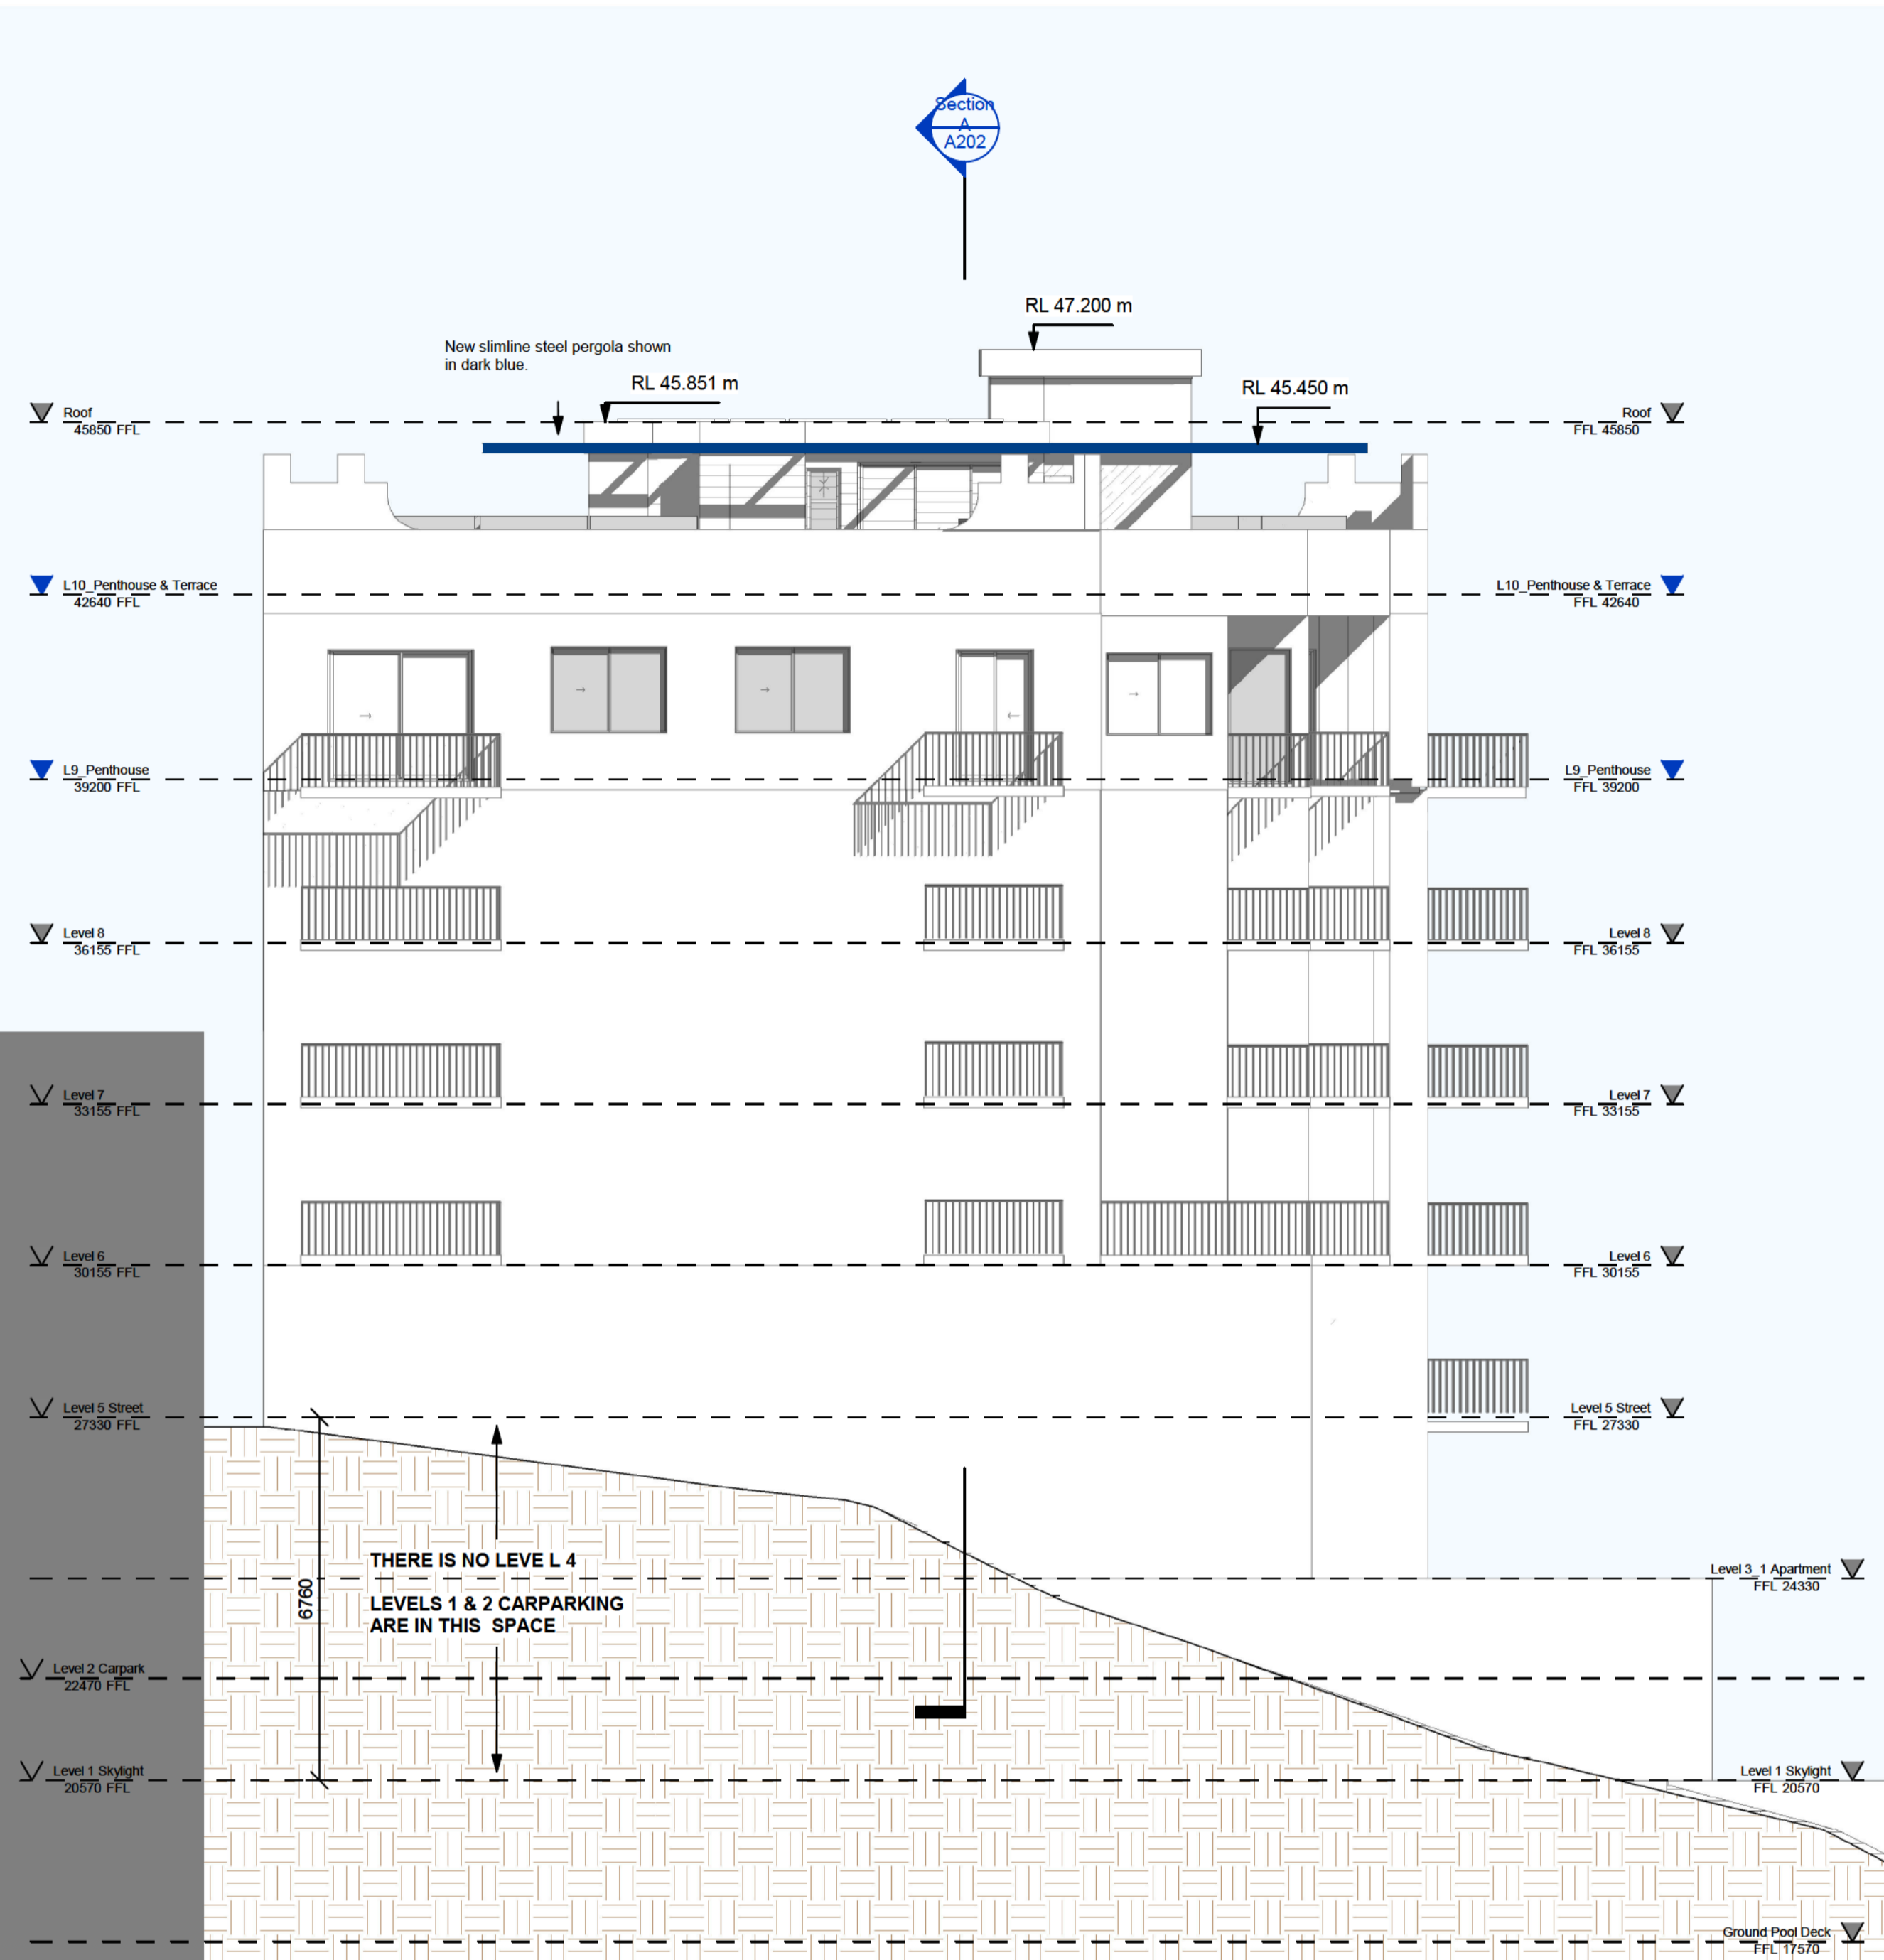 Section
A
A202
RL 47.200 m
New slimline steel pergola shown
in dark blue.
RL 45.851 m
RL 45.450 m
Roof
45850 FFL
Roof
FFL 45850
L10_Penthouse & Terrace
42640 FFL
L10_Penthouse & Terrace
FFL 42640
L9_Penthouse
39200 FFL
L9_Penthouse
FFL 39200
Level 8
36155 FFL
Level 8
FFL 36155
Level 7
33155 FFL
Level 7
FFL 33155
Level 6
30155 FFL
Level 6
FFL 30155
Level 5 Street
27330 FFL
Level 5 Street
FFL 27330
THERE IS NO LEVE L 4
LEVELS 1 & 2 CARPARKING
ARE IN THIS SPACE
6760
Level 3_1 Apartment
FFL 24330
Level 2 Carpark
22470 FFL
Level 1 Skylight
20570 FFL
Level 1 Skylight
FFL 20570
Ground Pool Deck
FFL 17570